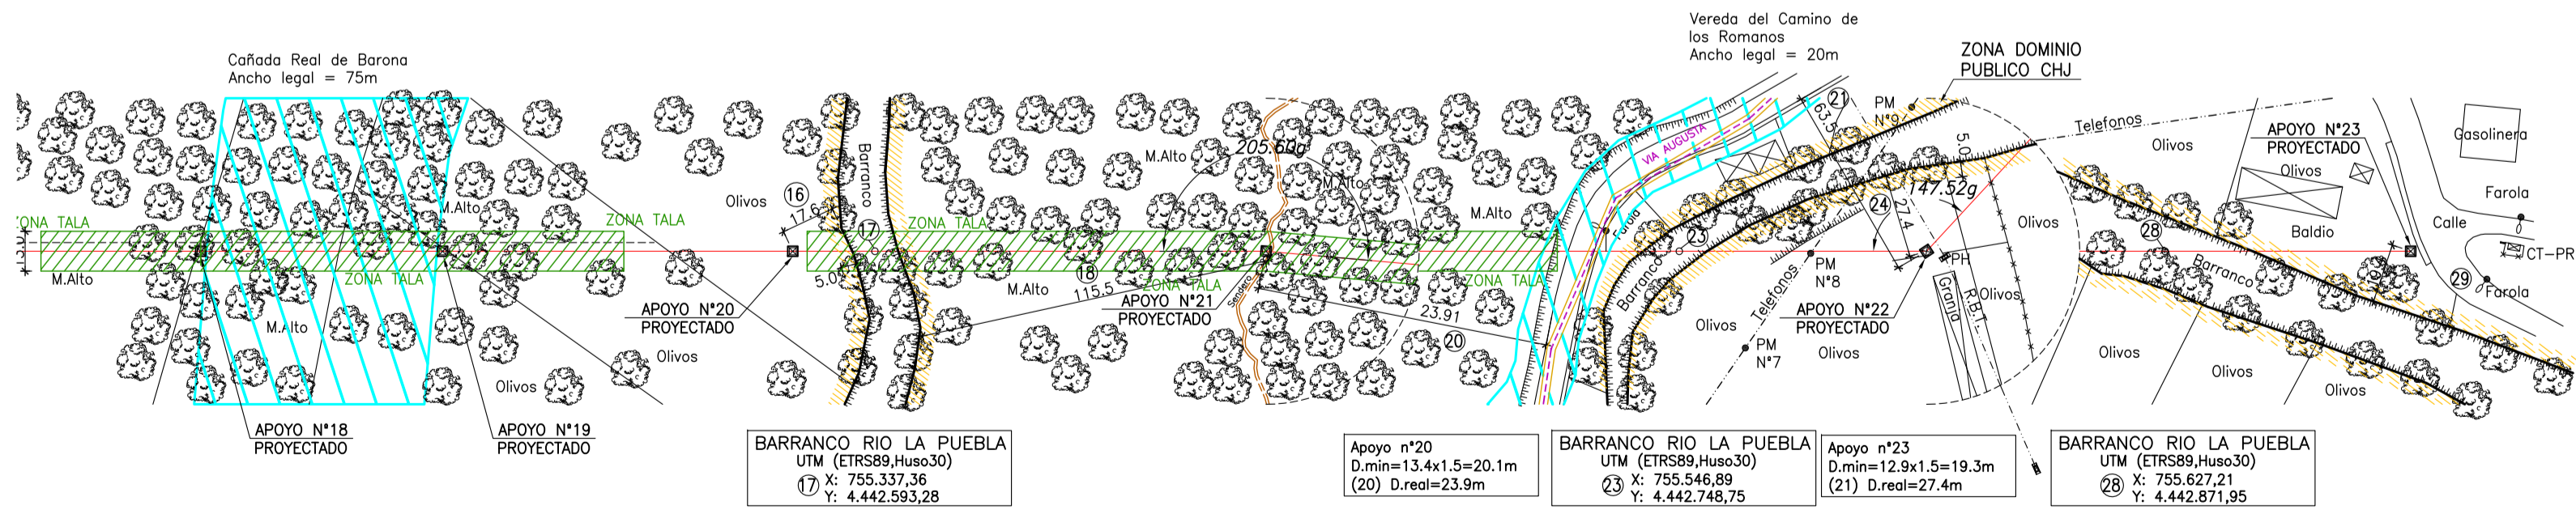 Vereda del Camino de
los Romanos
Ancho legal = 20m
Cañada Real de Barona
Ancho legal = 75m
ZONA DOMINIO
PUBLICO CHJ
21
63.5
PM
N°9
VIA AUGUSTA
Telefonos
APOYO N°23
PROYECTADO
Gasolinera
Olivos
Olivos
Barranco
205.60g
M.Alto
M.Alto
5.0
147.52g
16
17.6
Olivos
M.Alto
ZONA TALA
ZONA TALA
ZONA TALA
17
M.Alto
Farola
24
27.4
Olivos
Farola
Calle
28
Baldio
23
13.0
M.Alto
ZONA TALA
5.0
18
115.5
ZONA TALA
M.Alto
Sendero
ZONA TALA
Barranco
PM
N°8
PH
Barranco
CT-PR
29
Farola
APOYO N°20
PROYECTADO
APOYO N°21
PROYECTADO
23.91
20
Telefonos
APOYO N°22
PROYECTADO
Granja
R.B.T.
Olivos
M.Alto
Olivos
Olivos
PM
N°7
Olivos
Olivos
Olivos
Olivos
Olivos
APOYO N°18
PROYECTADO
APOYO N°19
PROYECTADO
BARRANCO RIO LA PUEBLA
UTM (ETRS89,Huso30)
17 X: 755.337,36
Y: 4.442.593,28
Apoyo n°20
D.min=13.4x1.5=20.1m
(20) D.real=23.9m
BARRANCO RIO LA PUEBLA
UTM (ETRS89,Huso30)
23 X: 755.546,89
Y: 4.442.748,75
Apoyo n°23
D.min=12.9x1.5=19.3m
(21) D.real=27.4m
BARRANCO RIO LA PUEBLA
UTM (ETRS89,Huso30)
28 X: 755.627,21
Y: 4.442.871,95